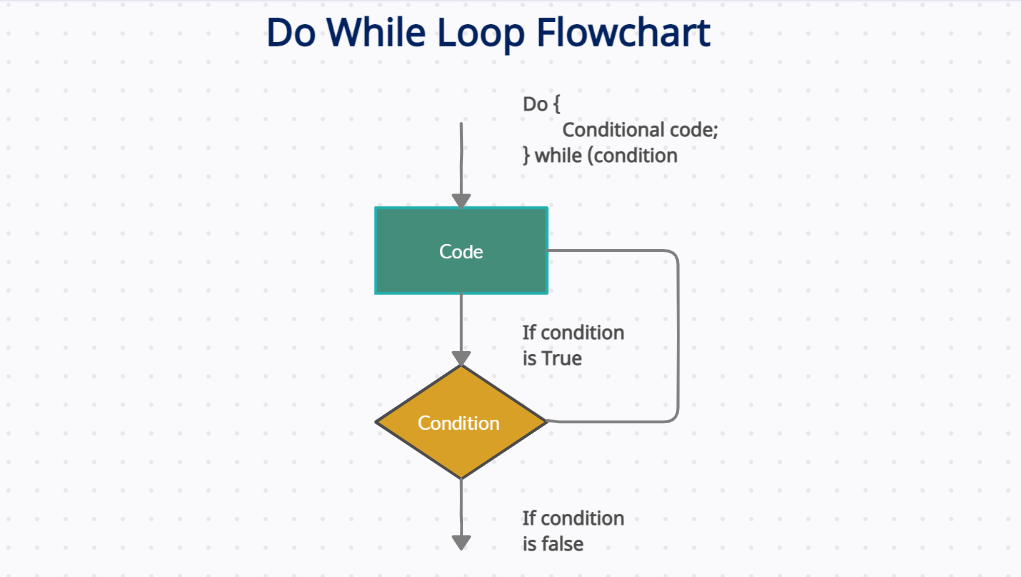 Do While Loop Flowchart
Do {
Conditional code;
} while (condition
Code
If condition
is True
Condition
If condition
is false